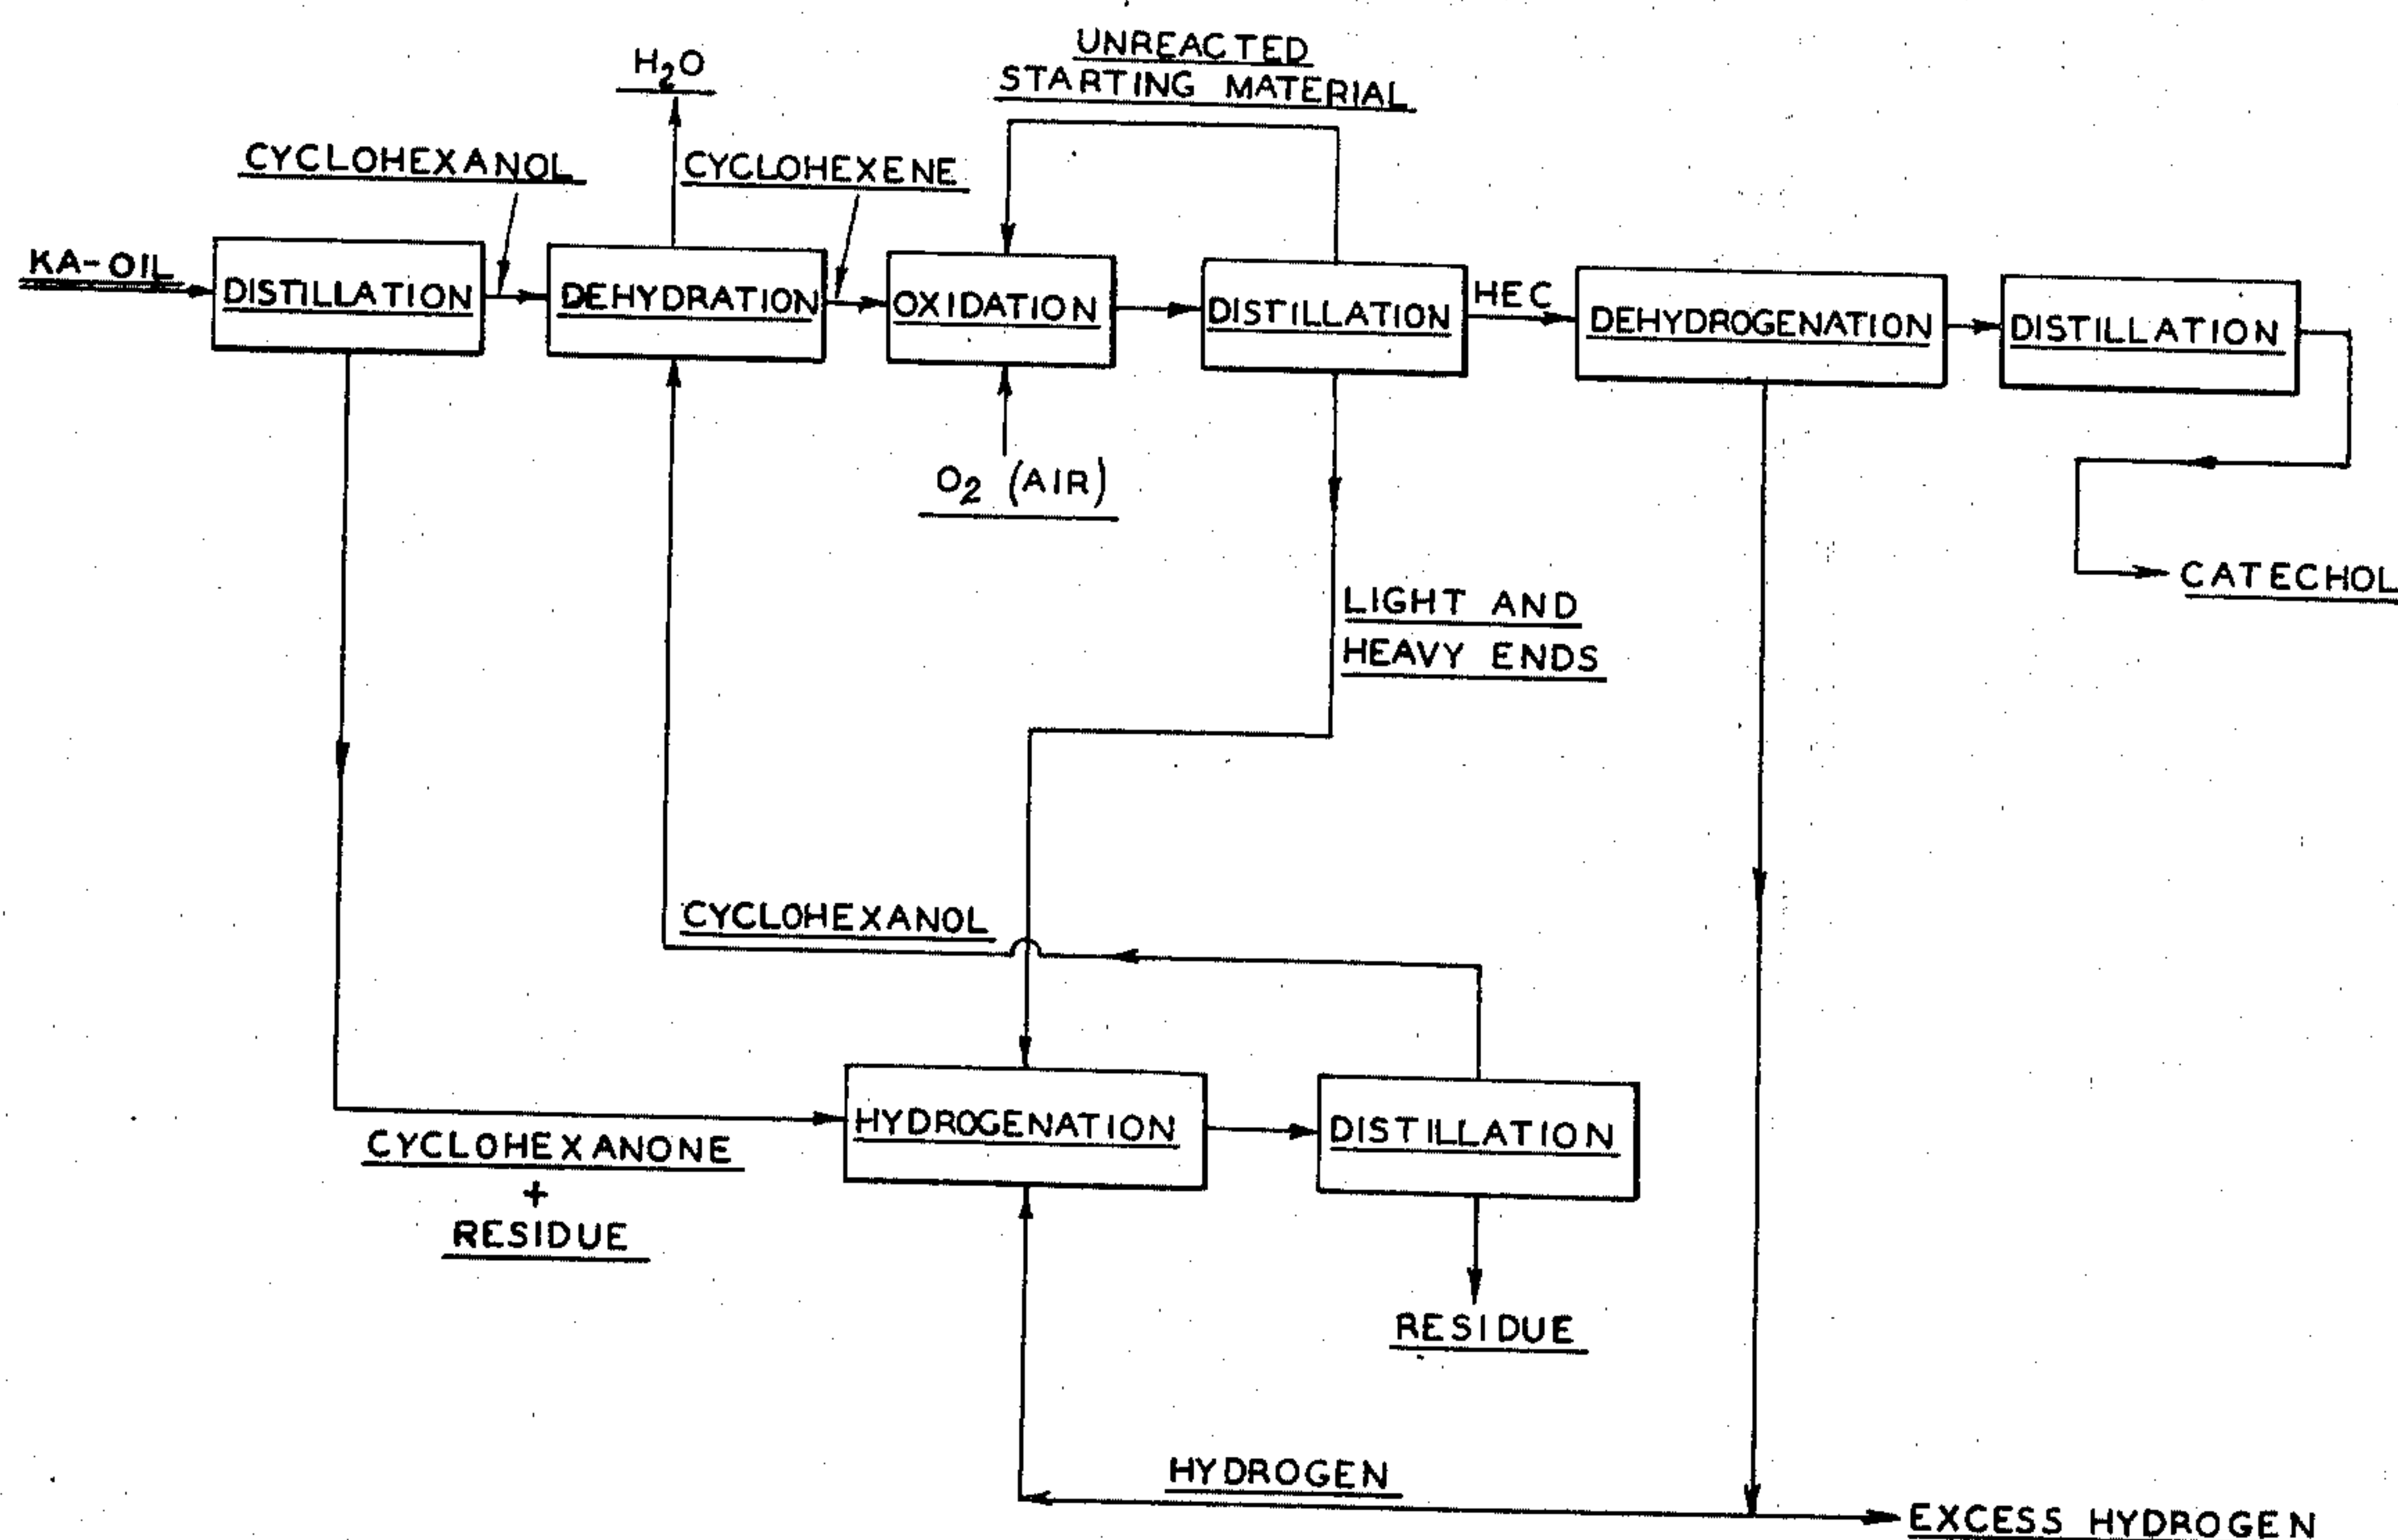 UNREACTED
STARTING MATERIAL
H₂O
CYCLOHEXANOL
CYCLOHEXENE
KA-OIL
DISTILLATION
DEHYDRATION
OXIDATION
DISTILLATION
HEC
DEHYDROGENATION
DISTILLATION
O₂ (AIR)
CATECHOL
LIGHT AND
HEAVY ENDS
CYCLOHEXANOL
HYDROGENATION
DISTILLATION
CYCLOHEXANONE
+
RESIDUE
RESIDUE
HYDROGEN
EXCESS HYDROGEN